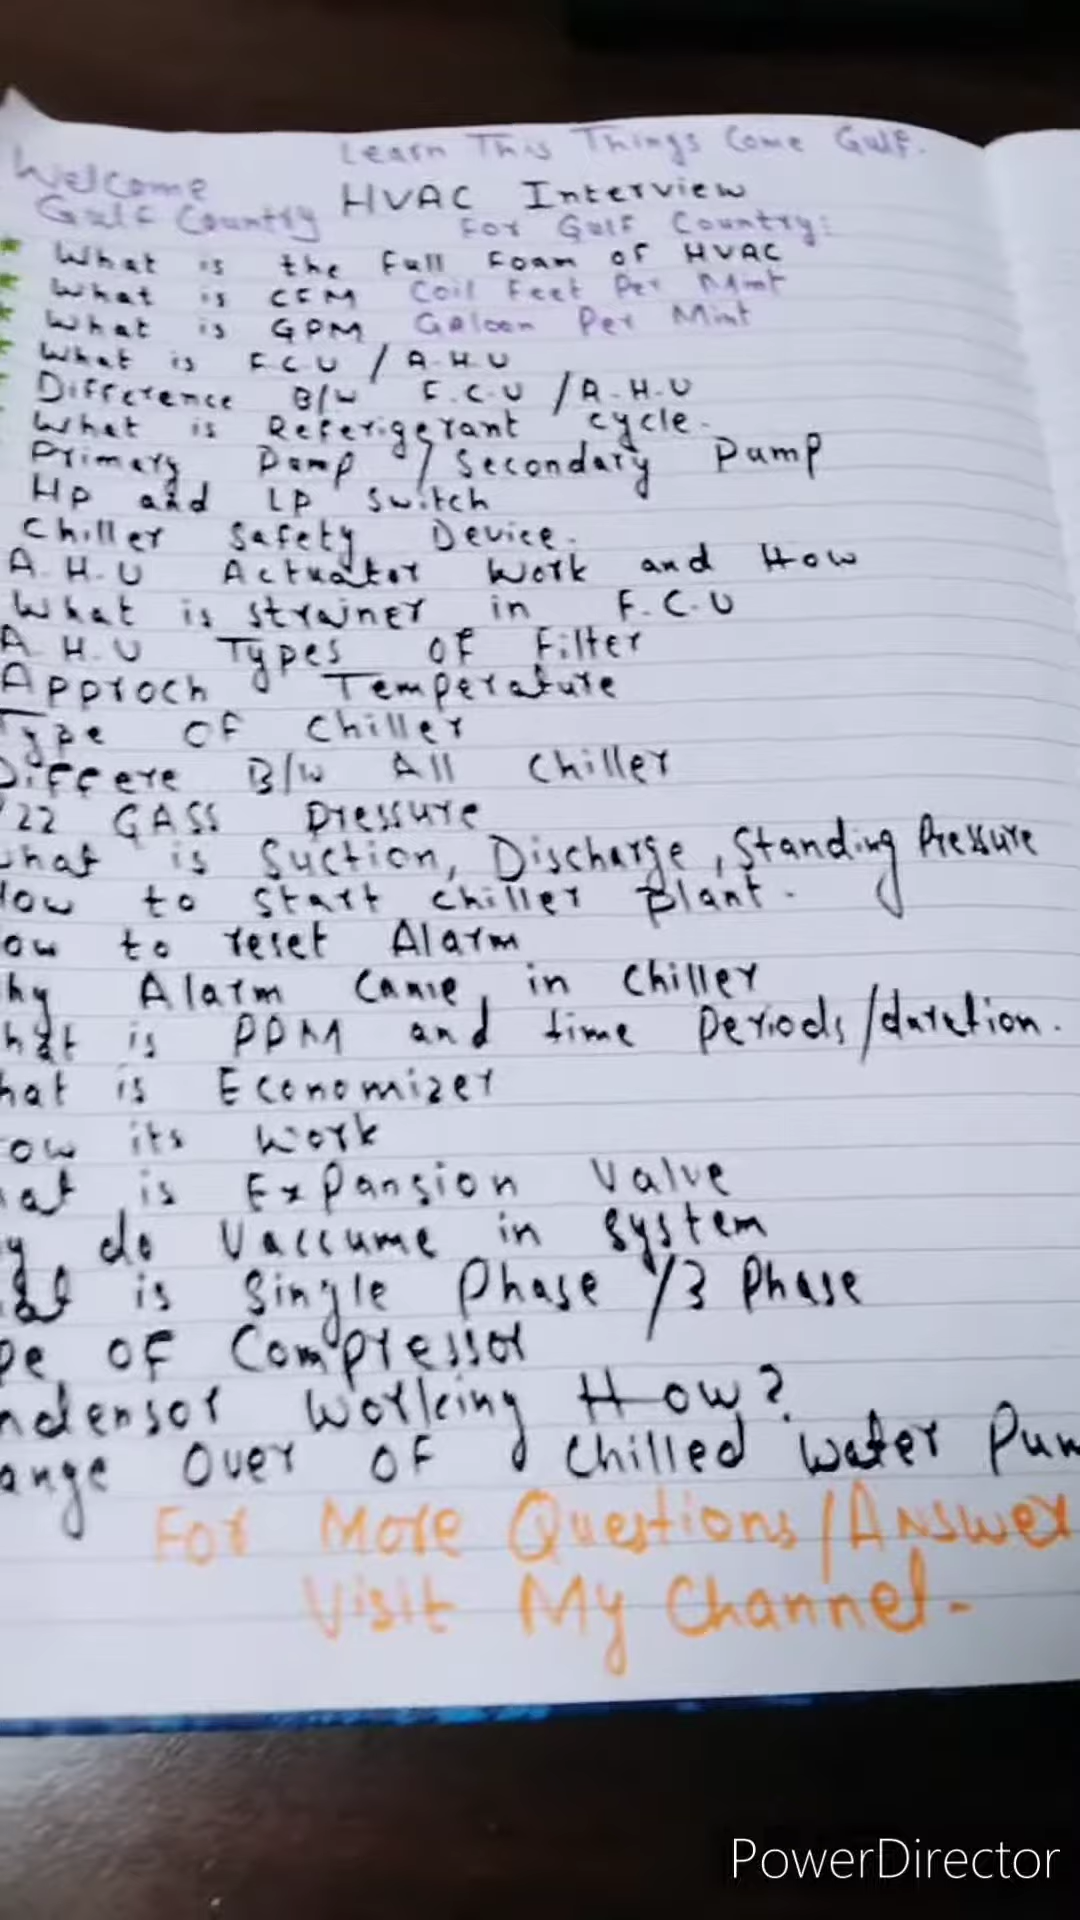 Learn This Things Come Gulf.
Welcome
Gulf Country
HVAC Interview
For Gulf Country:
What is the Full Foam of HVAC
What is CFM Coil Feet Per Mint
What is GPM Galoon Per Mint
What is F.C.U / A.H.U
Difference B/w F.C.U / A.H.U
What is Referigerant cycle.
Primary Pump / Secondary Pump
HP and LP Switch
Chiller Safety Device.
A.H.U Actuator Work and How
What is strainer in F.C.U
A.H.U Types of Filter
Approch Temperature
Type OF Chiller
Differe B/w All Chiller
22 GASS Pressure
what is Suction, Discharge, Standing Pressure
How to start chiller plant.
ow to reset Alarm
hy Alarm Came in Chiller
hat is PPM and time Periods/duration.
hat is Economizer
ow its Work
at is Expansion Valve
y do Vaccume in system
is Single Phase /3 Phase
pe OF Compressor
ndensor Working How?
ange Over OF Chilled water Pum
For More Questions/Answer
Visit My Channel.
PowerDirector